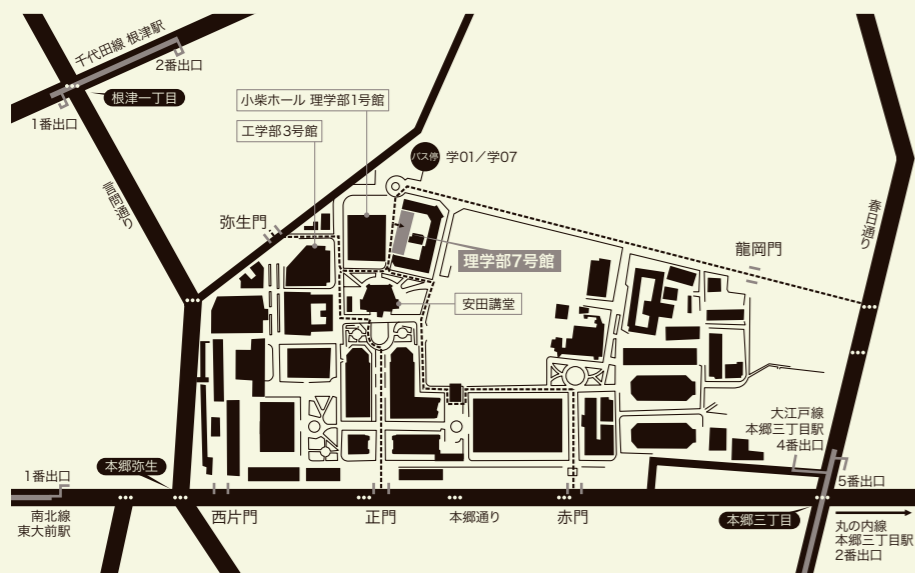 千代田線 根津駅
2番出口
根津一丁目
1番出口
小柴ホール 理学部1号館
工学部3号館
バス停
学01／学07
言問通り
弥生門
春日通り
龍岡門
理学部7号館
安田講堂
大江戸線
本郷三丁目駅
4番出口
本郷弥生
1番出口
5番出口
南北線
東大前駅
西片門
正門
本郷通り
赤門
本郷三丁目
丸の内線
本郷三丁目駅
2番出口